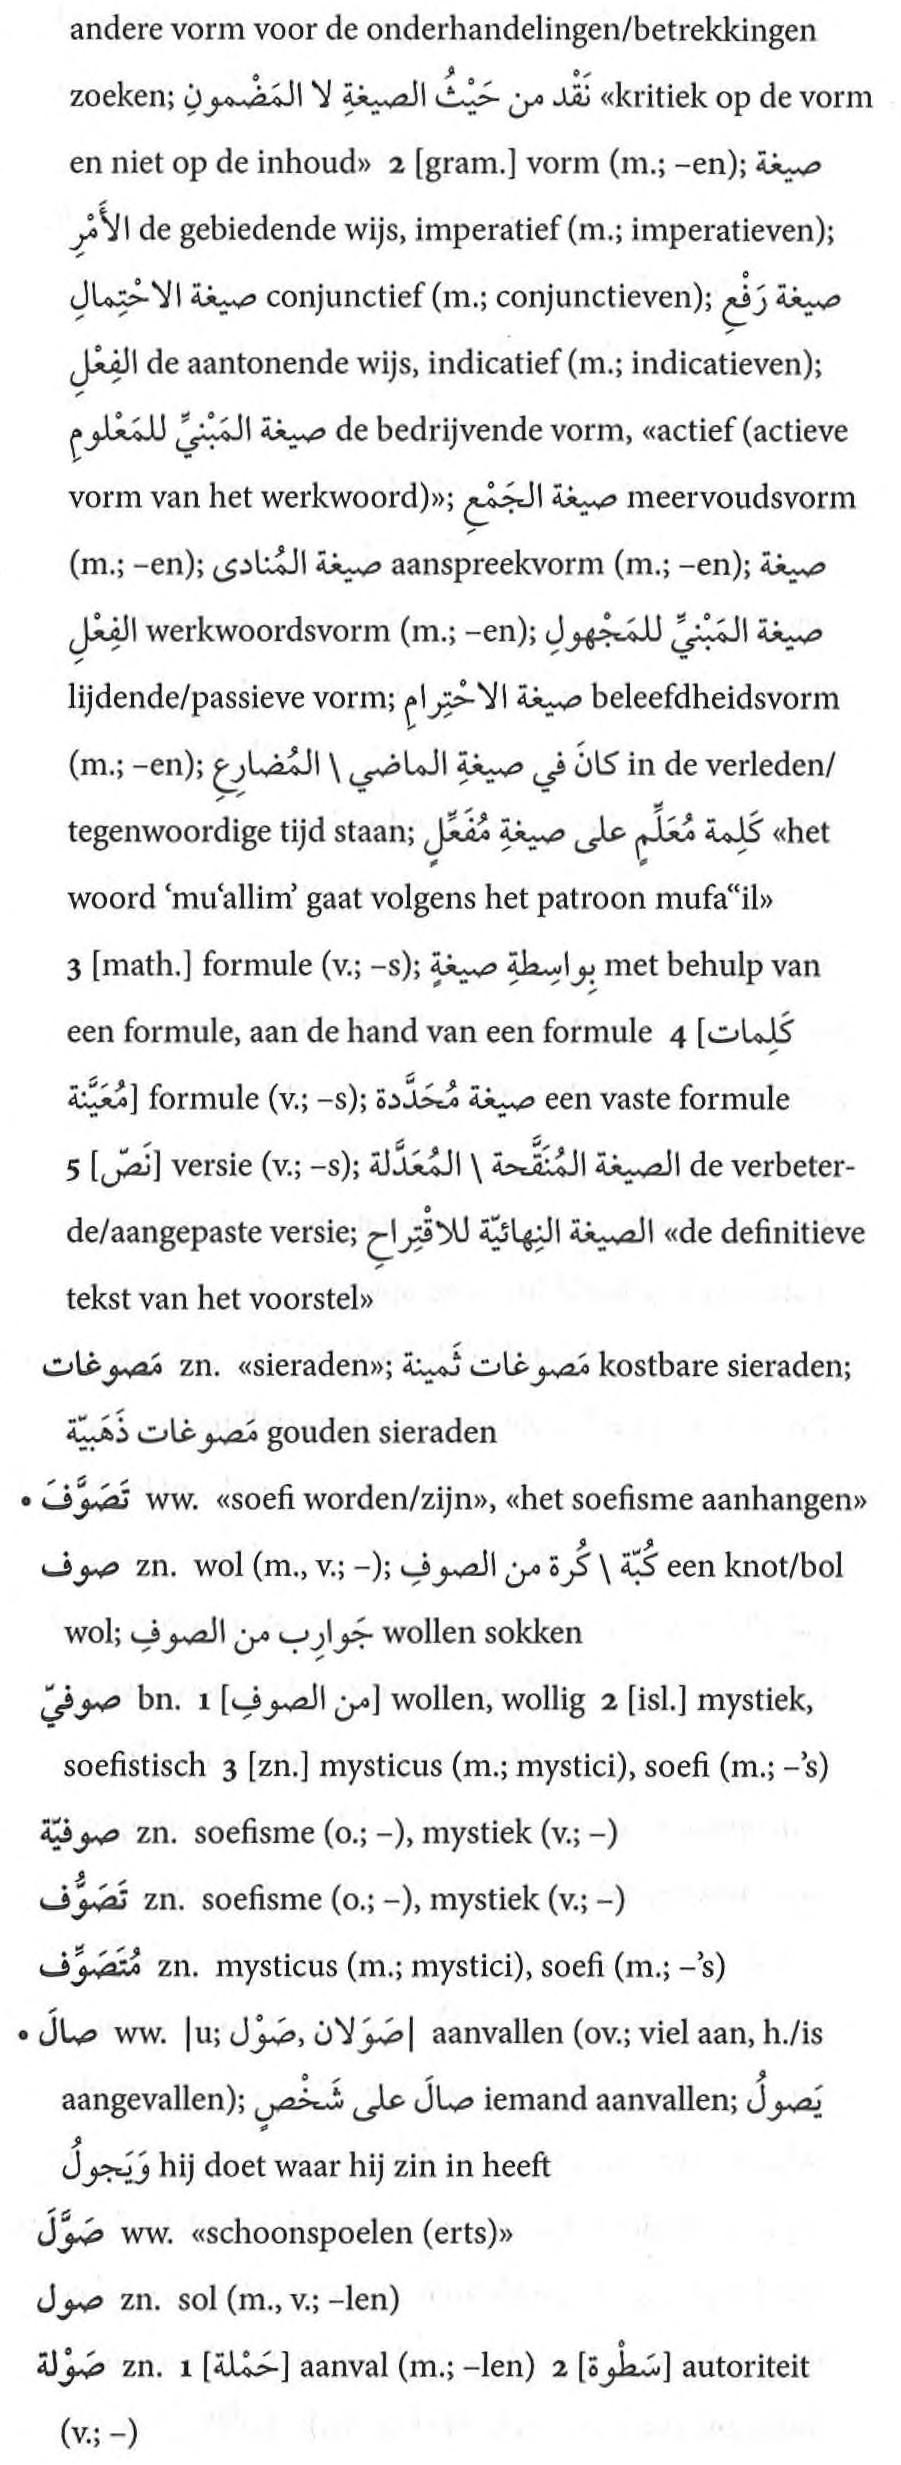 andere vorm voor de onderhandelingen/betrekkingen
zoeken; نَقْد من حَيْثُ الصيغةِ لا المَضْمونِ «kritiek op de vorm
en niet op de inhoud» 2 [gram.] vorm (m.; –en); صيغة
الأَمْرِ de gebiedende wijs, imperatief (m.; imperatieven);
صيغة الاحْتِمالِ conjunctief (m.; conjunctieven); صيغة رَفْعِ
الفِعْلِ de aantonende wijs, indicatief (m.; indicatieven);
صيغة المَبْنيِّ للمَعْلومِ de bedrijvende vorm, «actief (actieve
vorm van het werkwoord)»; صيغة الجَمْعِ meervoudsvorm
(m.; –en); صيغة المُنادى aanspreekvorm (m.; –en); صيغة
الفِعْلِ werkwoordsvorm (m.; –en); صيغة المَبْنيِّ للمَجْهولِ
lijdende/passieve vorm; صيغة الاحْتِرامِ beleefdheidsvorm
(m.; –en); كانَ في صيغةِ الماضي \ المُضارِعِ in de verleden/
tegenwoordige tijd staan; كَلِمة مُعَلِّمٍ على صيغةِ مُفَعِّلٍ «het
woord ‘mu‘allim’ gaat volgens het patroon mufa“il»
3 [math.] formule (v.; –s); بِواسِطةِ صيغةٍ met behulp van
een formule, aan de hand van een formule 4 [كَلِمات
مُعَيَّنة] formule (v.; –s); صيغة مُحَدَّدة een vaste formule
5 [نَصّ] versie (v.; –s); الصيغة المُنَقَّحة \ المُعَدَّلة de verbeter-
de/aangepaste versie; الصيغة النِهائيّة للاقْتِراحِ «de definitieve
tekst van het voorstel»
مَصوغات zn. «sieraden»; مَصوغات ثَمينة kostbare sieraden;
مَصوغات ذَهَبيّة gouden sieraden
• تَصَوَّفَ ww. «soefi worden/zijn», «het soefisme aanhangen»
صوف zn. wol (m., v.; –); كُبّة \ كُرة من الصوفِ een knot/bol
wol; جَوارِب من الصوفِ wollen sokken
صوفيّ bn. 1 [من الصوفِ] wollen, wollig 2 [isl.] mystiek,
soefistisch 3 [zn.] mysticus (m.; mystici), soefi (m.; –’s)
صوفيّة zn. soefisme (o.; –), mystiek (v.; –)
تَصَوُّف zn. soefisme (o.; –), mystiek (v.; –)
مُتَصَوِّف zn. mysticus (m.; mystici), soefi (m.; –’s)
• صالَ ww. |u; صَوْل, صَوَلان| aanvallen (ov.; viel aan, h./is
aangevallen); صالَ على شَخْصٍ iemand aanvallen; يَصولُ
وَيَجولُ hij doet waar hij zin in heeft
صَوَّلَ ww. «schoonspoelen (erts)»
صول zn. sol (m., v.; –len)
صَوْلة zn. 1 [حَمْلة] aanval (m.; –len) 2 [سَطْوة] autoriteit
(v.; –)